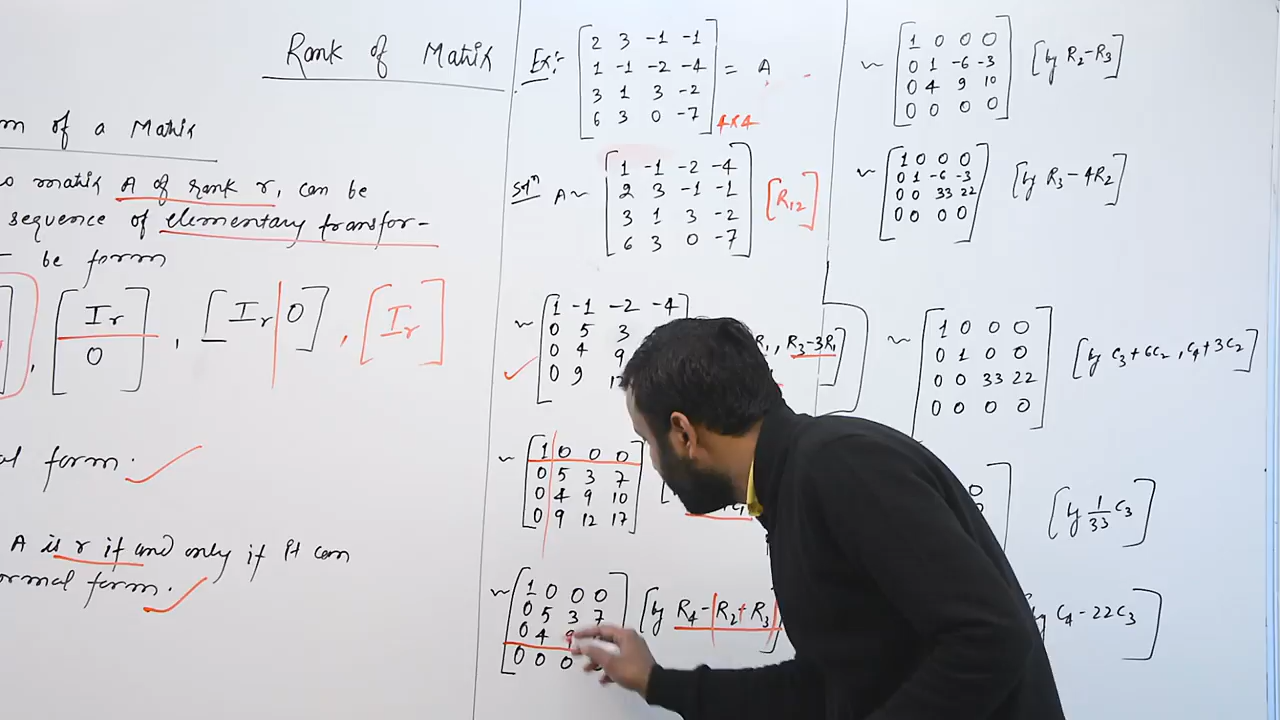 Rank of Matrix
m of a Matrix
o matrix A of rank r, can be
sequence of elementary transfor-
be form
[Ir / 0] , [Ir | 0] , [Ir]
al form.
A is r if and only if it can
ormal form.
Ex:-
2 3 -1 -1
1 -1 -2 -4
3 1 3 -2
6 3 0 -7
= A
4x4
Solⁿ A ~
1 -1 -2 -4
2 3 -1 -1
3 1 3 -2
6 3 0 -7
[R12]
~
1 -1 -2 -4
0 5 3
0 4 9
0 9 12
R1, R3-3R1]
~
1 0 0 0
0 5 3 7
0 4 9 10
0 9 12 17
~
1 0 0 0
0 5 3 7
0 4 9
0 0 0
[by R4-(R2+R3)]
~
1 0 0 0
0 1 -6 -3
0 4 9 10
0 0 0 0
[by R2-R3]
~
1 0 0 0
0 1 -6 -3
0 0 33 22
0 0 0 0
[by R3-4R2]
~
1 0 0 0
0 1 0 0
0 0 33 22
0 0 0 0
[by C3+6C2, C4+3C2]
0
[by 1/33 C3]
by C4-22C3]